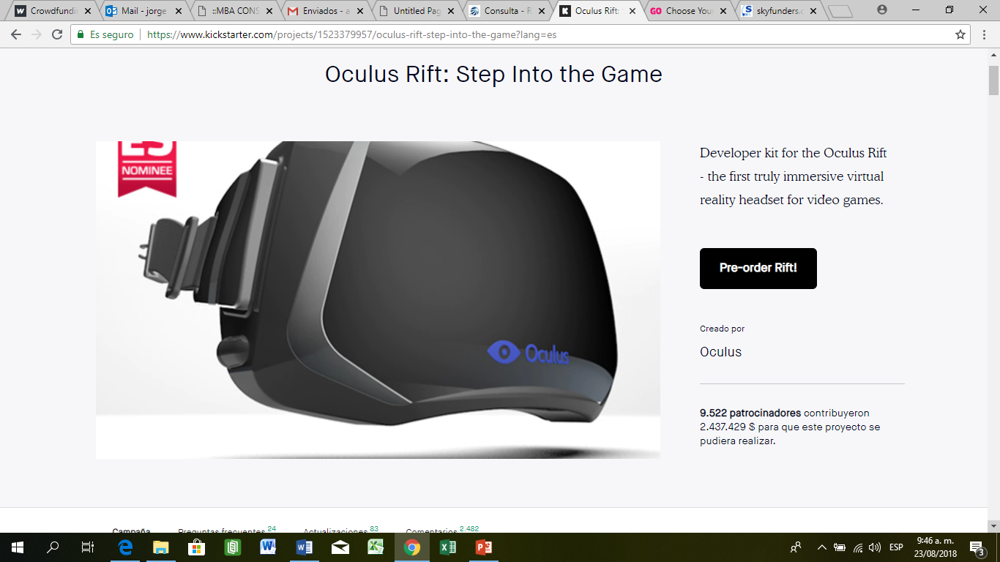 Crowdfundi
Mail - jorge
::MBA CONS
Enviados - a
Untitled Pag
Consulta - R
Oculus Rift:
Choose Your
skyfunders.c
Es seguro
https://www.kickstarter.com/projects/1523379957/oculus-rift-step-into-the-game?lang=es
Oculus Rift: Step Into the Game
NOMINEE
Oculus
Developer kit for the Oculus Rift
- the first truly immersive virtual
reality headset for video games.
Pre-order Rift!
Creado por
Oculus
9.522 patrocinadores contribuyeron
2.437.429 $ para que este proyecto se
pudiera realizar.
Campaña
Preguntas frecuentes 24
Actualizaciones 83
Comentarios 2.482
ESP
9:46 a. m.
23/08/2018
3